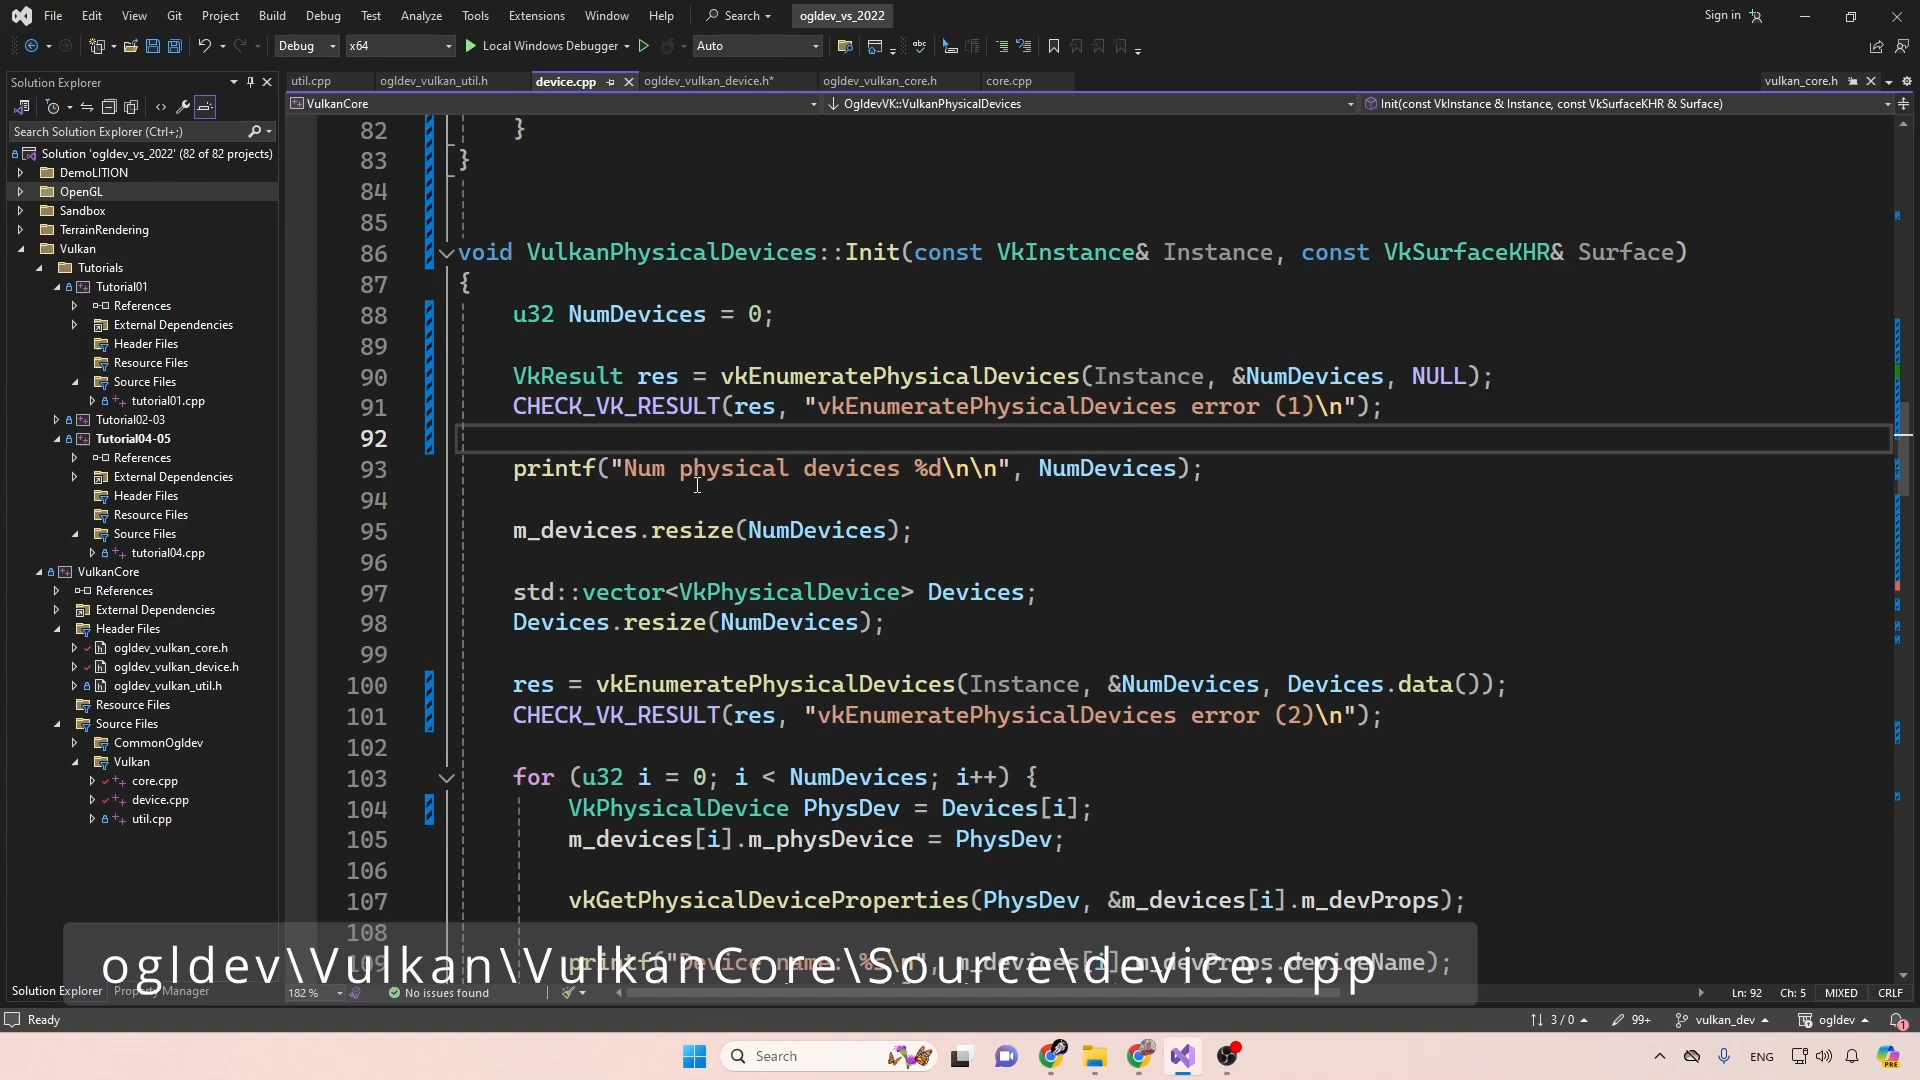 File Edit View Git Project Build Debug Test Analyze Tools Extensions Window Help Search ogldev_vs_2022 Sign in
Debug x64 Local Windows Debugger Auto
Solution Explorer
util.cpp ogldev_vulkan_util.h device.cpp ogldev_vulkan_device.h* ogldev_vulkan_core.h core.cpp vulkan_core.h
VulkanCore OgldevVK::VulkanPhysicalDevices Init(const VkInstance & Instance, const VkSurfaceKHR & Surface)
Search Solution Explorer (Ctrl+;)
Solution 'ogldev_vs_2022' (82 of 82 projects)
DemoLITION
OpenGL
Sandbox
TerrainRendering
Vulkan
Tutorials
Tutorial01
References
External Dependencies
Header Files
Resource Files
Source Files
tutorial01.cpp
Tutorial02-03
Tutorial04-05
References
External Dependencies
Header Files
Resource Files
Source Files
tutorial04.cpp
VulkanCore
References
External Dependencies
Header Files
ogldev_vulkan_core.h
ogldev_vulkan_device.h
ogldev_vulkan_util.h
Resource Files
Source Files
CommonOgldev
Vulkan
core.cpp
device.cpp
util.cpp
Solution Explorer Property Manager
82 }
83 }
84
85
86 void VulkanPhysicalDevices::Init(const VkInstance& Instance, const VkSurfaceKHR& Surface)
87 {
88 u32 NumDevices = 0;
89
90 VkResult res = vkEnumeratePhysicalDevices(Instance, &NumDevices, NULL);
91 CHECK_VK_RESULT(res, "vkEnumeratePhysicalDevices error (1)\n");
92
93 printf("Num physical devices %d\n\n", NumDevices);
94
95 m_devices.resize(NumDevices);
96
97 std::vector<VkPhysicalDevice> Devices;
98 Devices.resize(NumDevices);
99
100 res = vkEnumeratePhysicalDevices(Instance, &NumDevices, Devices.data());
101 CHECK_VK_RESULT(res, "vkEnumeratePhysicalDevices error (2)\n");
102
103 for (u32 i = 0; i < NumDevices; i++) {
104 VkPhysicalDevice PhysDev = Devices[i];
105 m_devices[i].m_physDevice = PhysDev;
106
107 vkGetPhysicalDeviceProperties(PhysDev, &m_devices[i].m_devProps);
108
109 printf("Device name: %s\n", m_devices[i].m_devProps.deviceName);
ogldev\Vulkan\VulkanCore\Source\device.cpp
182 % No issues found Ln: 92 Ch: 5 MIXED CRLF
Ready 3 / 0 99+ vulkan_dev ogldev 1
Search ENG